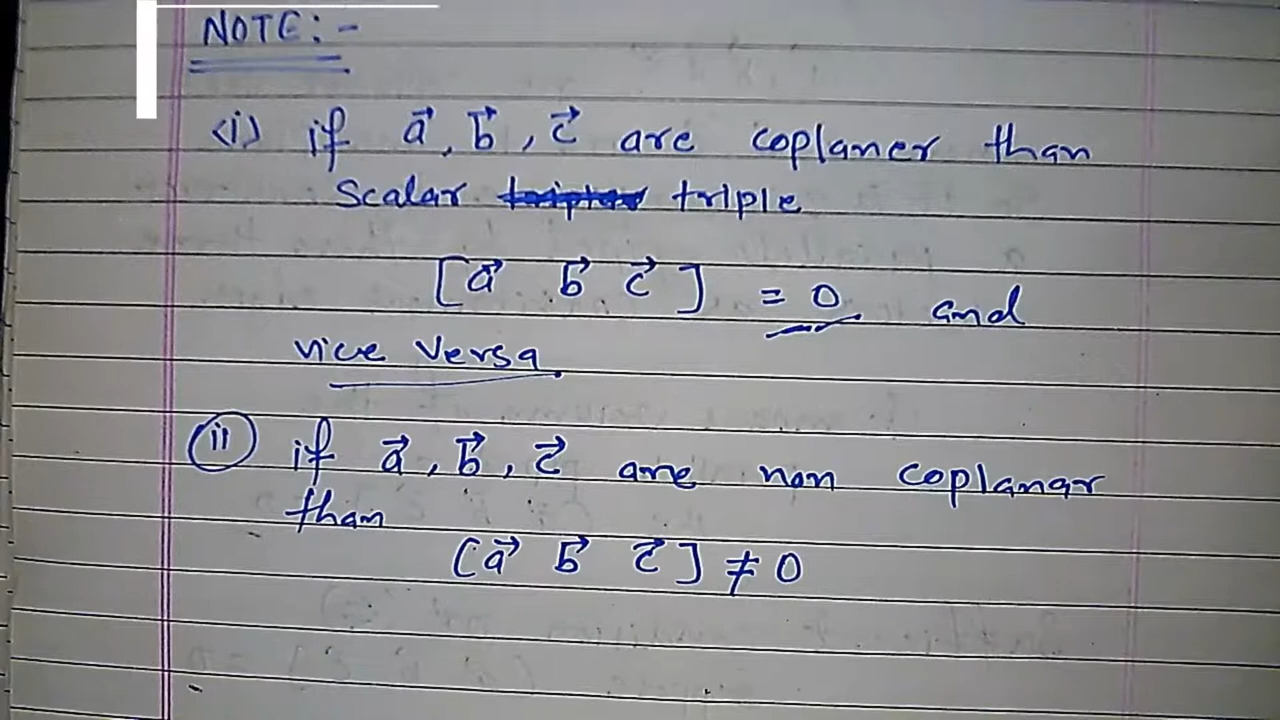 NOTE:-
(i) if a⃗, b⃗, c⃗ are coplaner than
scalar triple
[a⃗ b⃗ c⃗] = 0 and
vice versa.
(ii) if a⃗, b⃗, c⃗ are non coplanar
than
[a⃗ b⃗ c⃗] ≠ 0